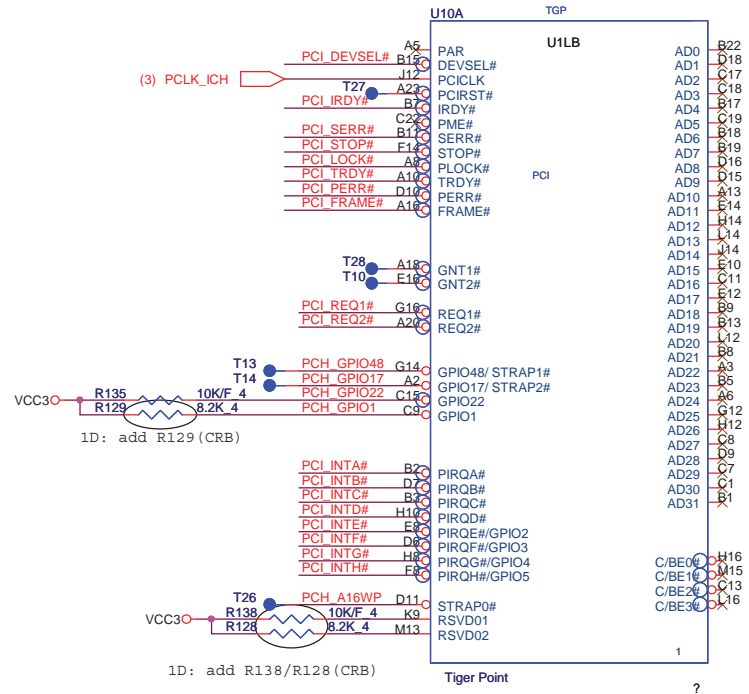 U10A TGP
U1LB
A5 PAR AD0 B22
PCI_DEVSEL# B15 DEVSEL# AD1 D18
(3) PCLK_ICH J12 PCICLK AD2 C17
T27 A23 PCIRST# AD3 C18
PCI_IRDY# B7 IRDY# AD4 B17
C22 PME# AD5 C19
PCI_SERR# B11 SERR# AD6 B18
PCI_STOP# F14 STOP# AD7 B19
PCI_LOCK# A8 PLOCK# PCI AD8 D16
PCI_TRDY# A10 TRDY# AD9 D15
PCI_PERR# D10 PERR# AD10 A13
PCI_FRAME# A16 FRAME# AD11 E14
AD12 H14
AD13 L14
AD14 J14
T28 A18 GNT1# AD15 E10
T10 E16 GNT2# AD16 C11
AD17 E12
PCI_REQ1# G16 REQ1# AD18 B9
PCI_REQ2# A20 REQ2# AD19 B13
AD20 L12
AD21 B8
T13 PCH_GPIO48 G14 GPIO48/ STRAP1# AD22 A3
T14 PCH_GPIO17 A2 GPIO17/ STRAP2# AD23 B5
VCC3 R135 10K/F_4 PCH_GPIO22 C15 GPIO22 AD24 A6
R129 8.2K_4 PCH_GPIO1 C9 GPIO1 AD25 G12
1D: add R129(CRB) AD26 H12
AD27 C8
AD28 D9
PCI_INTA# B2 PIRQA# AD29 C7
PCI_INTB# D7 PIRQB# AD30 C1
PCI_INTC# B3 PIRQC# AD31 B1
PCI_INTD# H10 PIRQD#
PCI_INTE# E8 PIRQE#/GPIO2
PCI_INTF# D6 PIRQF#/GPIO3
PCI_INTG# H8 PIRQG#/GPIO4 C/BE0# H16
PCI_INTH# F8 PIRQH#/GPIO5 C/BE1# M15
C/BE2# C13
T26 PCH_A16WP D11 STRAP0# C/BE3# L16
VCC3 R138 10K/F_4 K9 RSVD01
R128 8.2K_4 M13 RSVD02
1
1D: add R138/R128(CRB)
Tiger Point
?